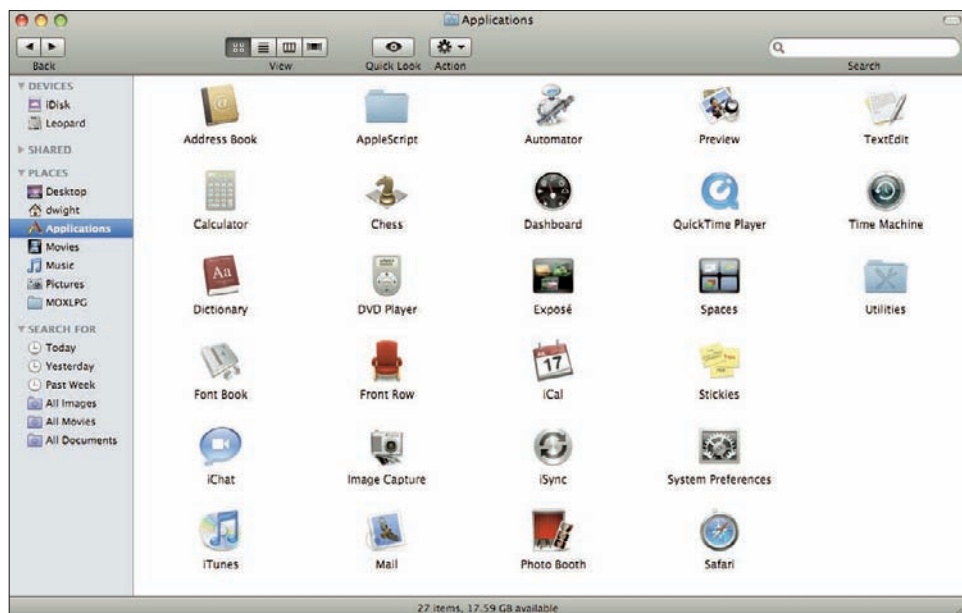 Applications
Back
View
Quick Look
Action
Search
DEVICES
iDisk
Leopard
SHARED
PLACES
Desktop
dwight
Applications
Movies
Music
Pictures
MOXLPG
SEARCH FOR
Today
Yesterday
Past Week
All Images
All Movies
All Documents
Address Book
AppleScript
Automator
Preview
TextEdit
Calculator
Chess
Dashboard
QuickTime Player
Time Machine
Aa
Dictionary
DVD Player
Exposé
Spaces
Utilities
17
Font Book
Front Row
iCal
Stickies
iChat
Image Capture
iSync
System Preferences
iTunes
Mail
Photo Booth
Safari
27 items, 17.59 GB available